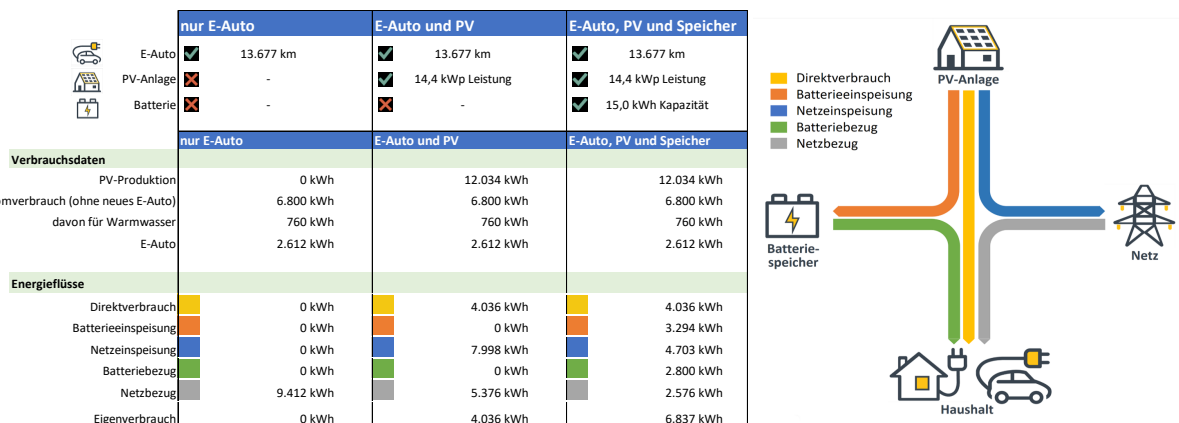 nur E-Auto E-Auto und PV E-Auto, PV und Speicher
E-Auto 13.677 km 13.677 km 13.677 km
PV-Anlage - 14,4 kWp Leistung 14,4 kWp Leistung
Batterie - - 15,0 kWh Kapazität
nur E-Auto E-Auto und PV E-Auto, PV und Speicher
Verbrauchsdaten
PV-Produktion 0 kWh 12.034 kWh 12.034 kWh
omverbrauch (ohne neues E-Auto) 6.800 kWh 6.800 kWh 6.800 kWh
davon für Warmwasser 760 kWh 760 kWh 760 kWh
E-Auto 2.612 kWh 2.612 kWh 2.612 kWh
Energieflüsse
Direktverbrauch 0 kWh 4.036 kWh 4.036 kWh
Batterieeinspeisung 0 kWh 0 kWh 3.294 kWh
Netzeinspeisung 0 kWh 7.998 kWh 4.703 kWh
Batteriebezug 0 kWh 0 kWh 2.800 kWh
Netzbezug 9.412 kWh 5.376 kWh 2.576 kWh
Eigenverbrauch 0 kWh 4.036 kWh 6.837 kWh
Direktverbrauch
Batterieeinspeisung
Netzeinspeisung
Batteriebezug
Netzbezug
PV-Anlage
Batterie-
speicher
Netz
Haushalt